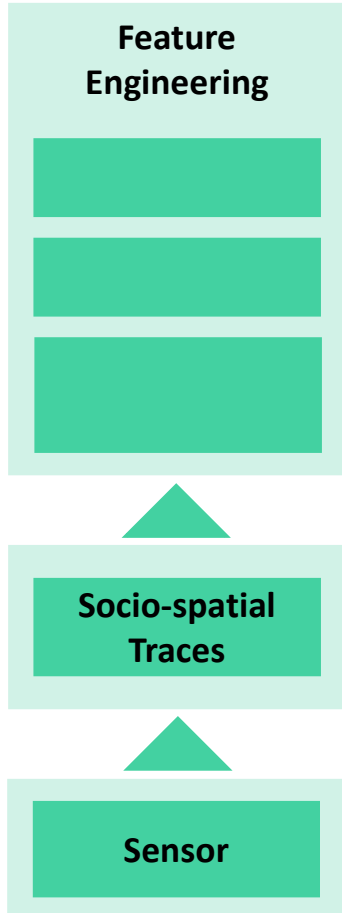 Feature
Engineering
Socio-spatial
Traces
Sensor